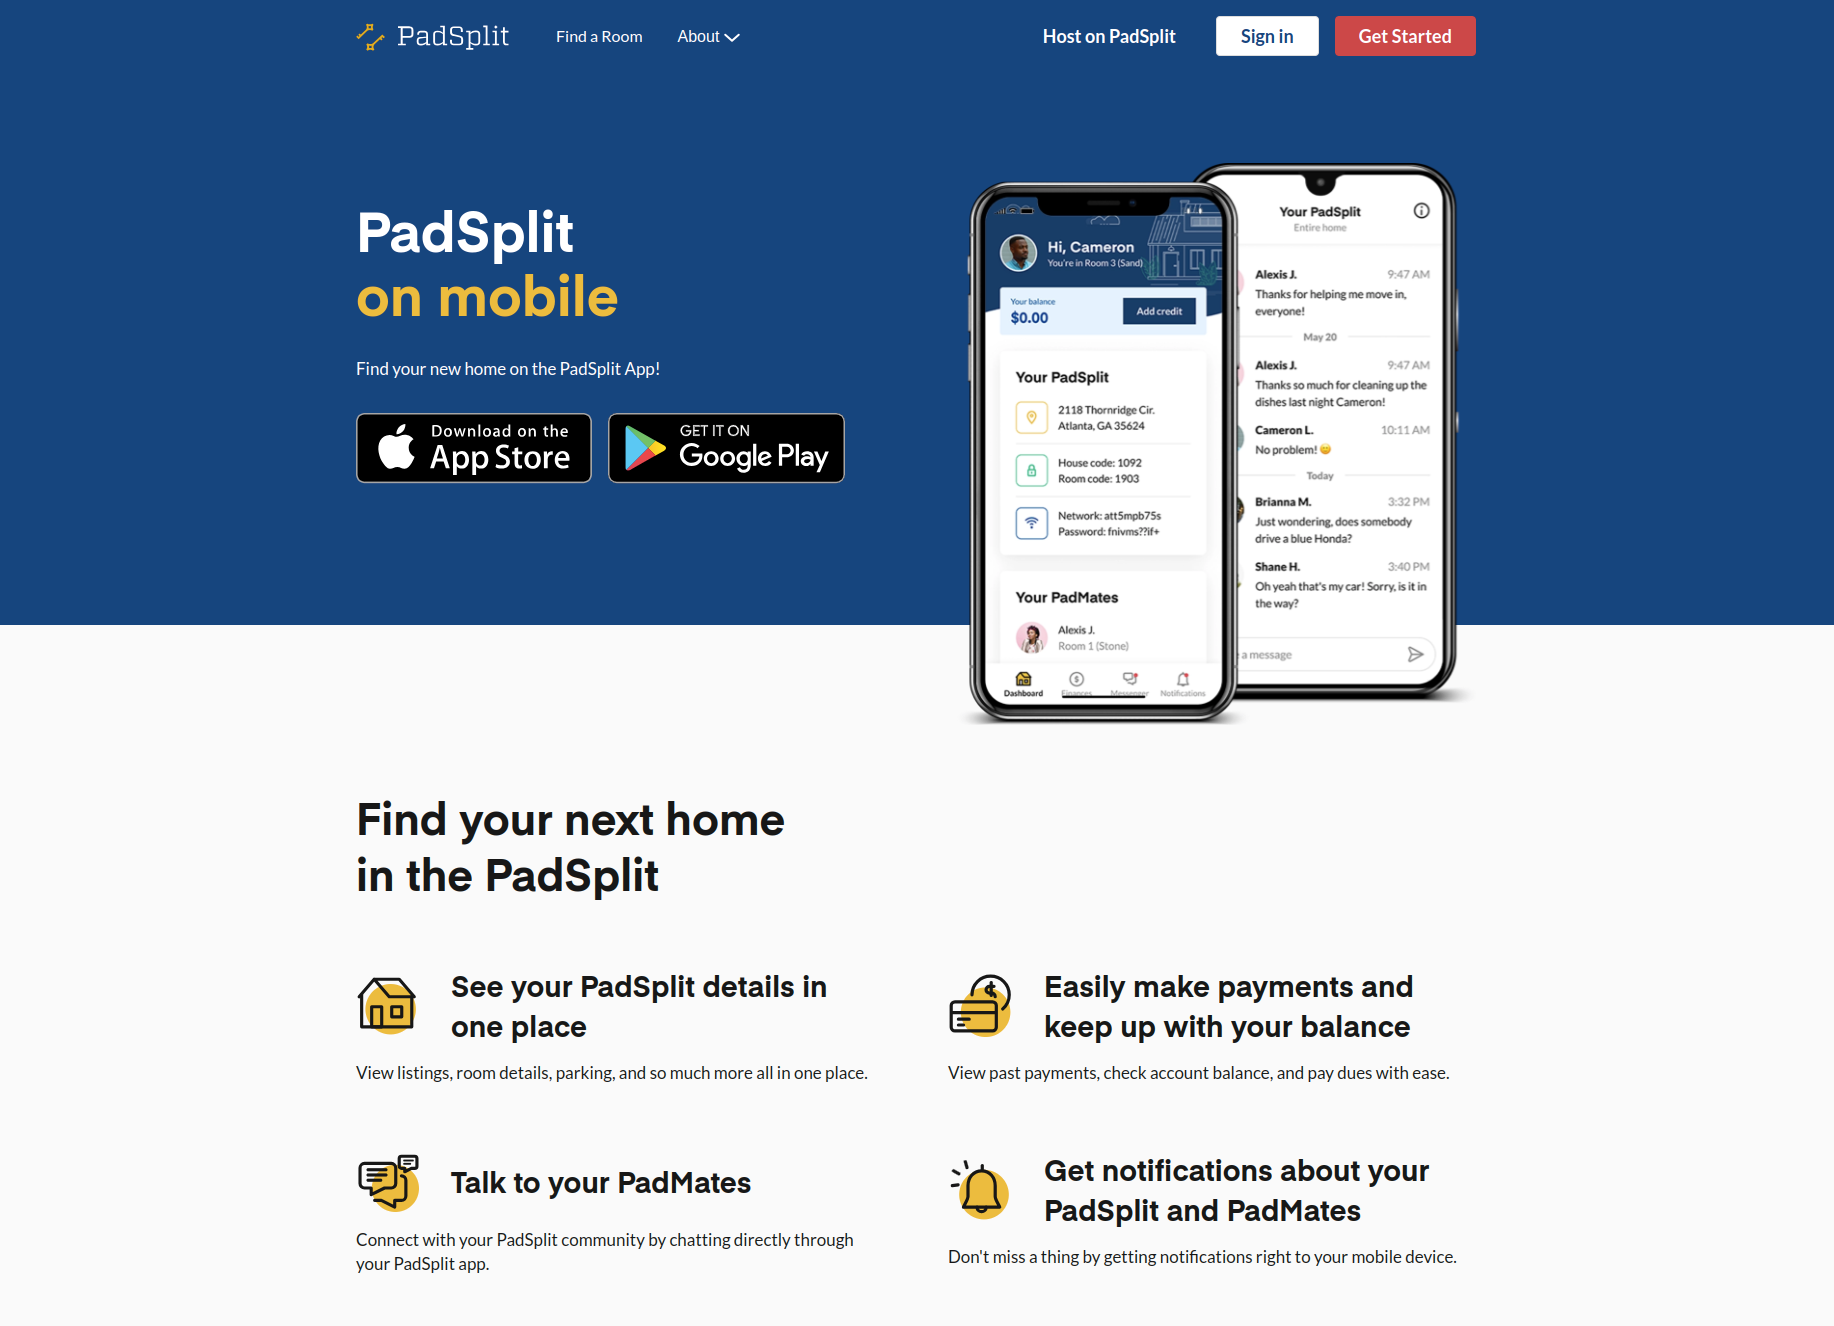 PadSplit
Find a Room
About
Host on PadSplit
Sign in
Get Started
PadSplit
on mobile
Find your new home on the PadSplit App!
Download on the
App Store
GET IT ON
Google Play
Hi, Cameron
You're in Room 3 (Sand)
Your balance
$0.00
Add credit
Your PadSplit
2118 Thornridge Cir.
Atlanta, GA 35624
House code: 1092
Room code: 1903
Network: att5mpb75s
Password: fnivms??if+
Your PadMates
Alexis J.
Room 1 (Stone)
Dashboard
Finances
Messenger
Notifications
Your PadSplit
Entire home
Alexis J. 9:47 AM
Thanks for helping me move in,
everyone!
May 20
Alexis J. 9:47 AM
Thanks so much for cleaning up the
dishes last night Cameron!
Cameron L. 10:11 AM
No problem! 😊
Today
Brianna M. 3:32 PM
Just wondering, does somebody
drive a blue Honda?
Shane H. 3:40 PM
Oh yeah that's my car! Sorry, is it in
the way?
a message
Find your next home
in the PadSplit
See your PadSplit details in
one place
View listings, room details, parking, and so much more all in one place.
Easily make payments and
keep up with your balance
View past payments, check account balance, and pay dues with ease.
Talk to your PadMates
Connect with your PadSplit community by chatting directly through
your PadSplit app.
Get notifications about your
PadSplit and PadMates
Don't miss a thing by getting notifications right to your mobile device.